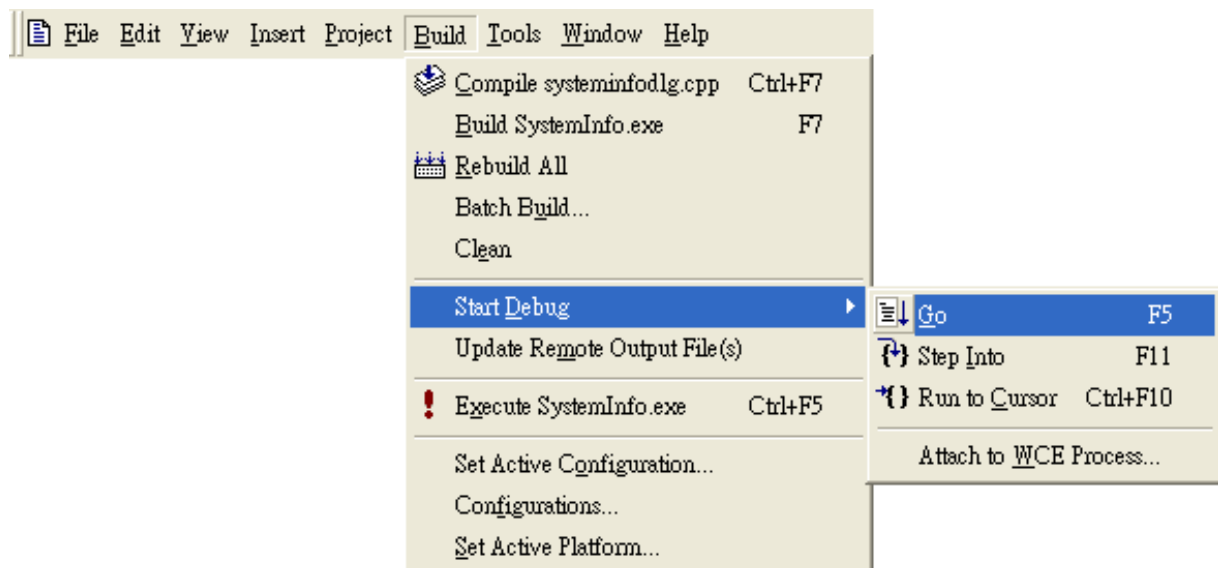 File Edit View Insert Project Build Tools Window Help
Compile systeminfodlg.cpp Ctrl+F7
Build SystemInfo.exe F7
Rebuild All
Batch Build...
Clean
Start Debug
Update Remote Output File(s)
Execute SystemInfo.exe Ctrl+F5
Set Active Configuration...
Configurations...
Set Active Platform...
Go F5
Step Into F11
Run to Cursor Ctrl+F10
Attach to WCE Process...